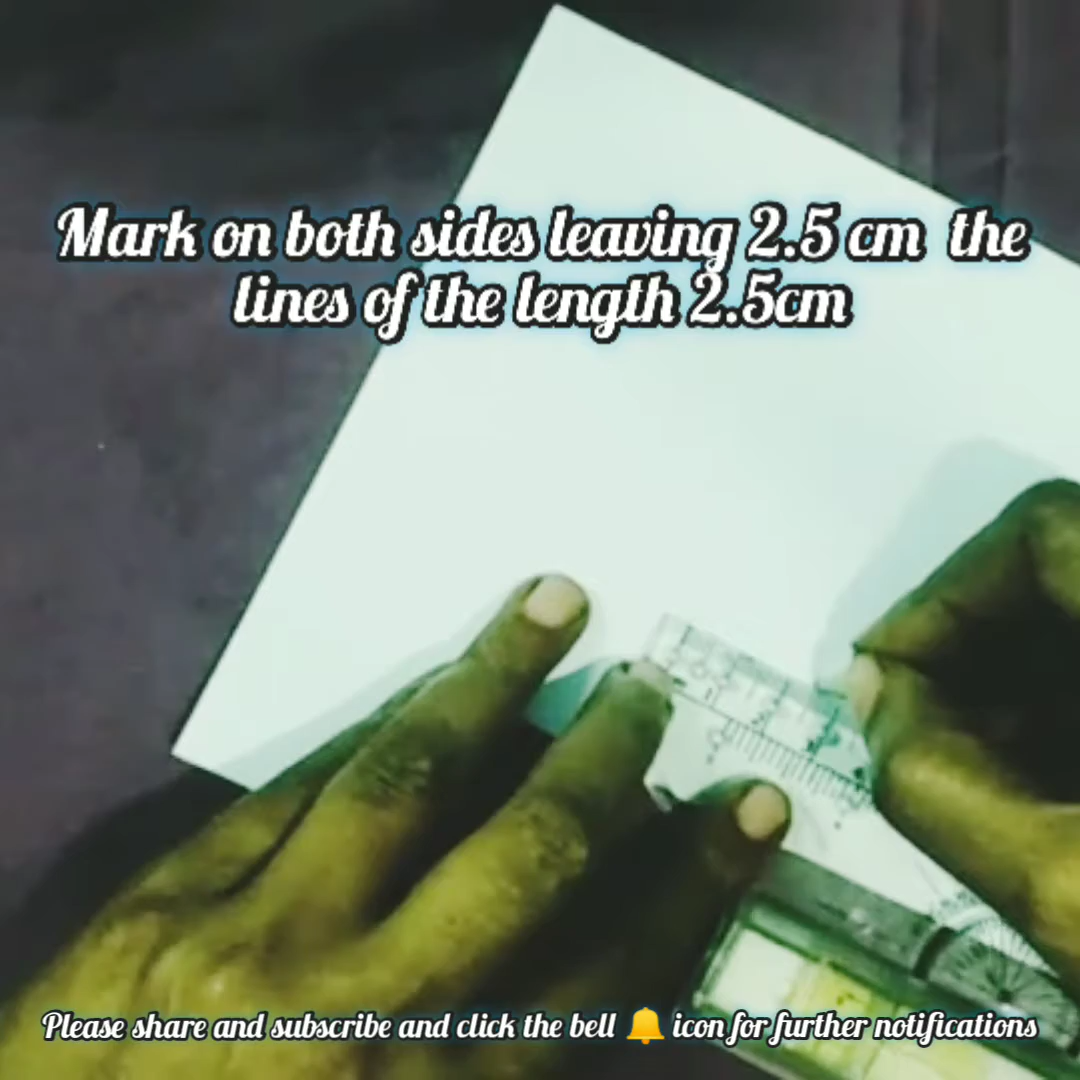 Mark on both sides leaving 2.5 cm the
lines of the length 2.5cm
Please share and subscribe and click the bell 🔔 icon for further notifications